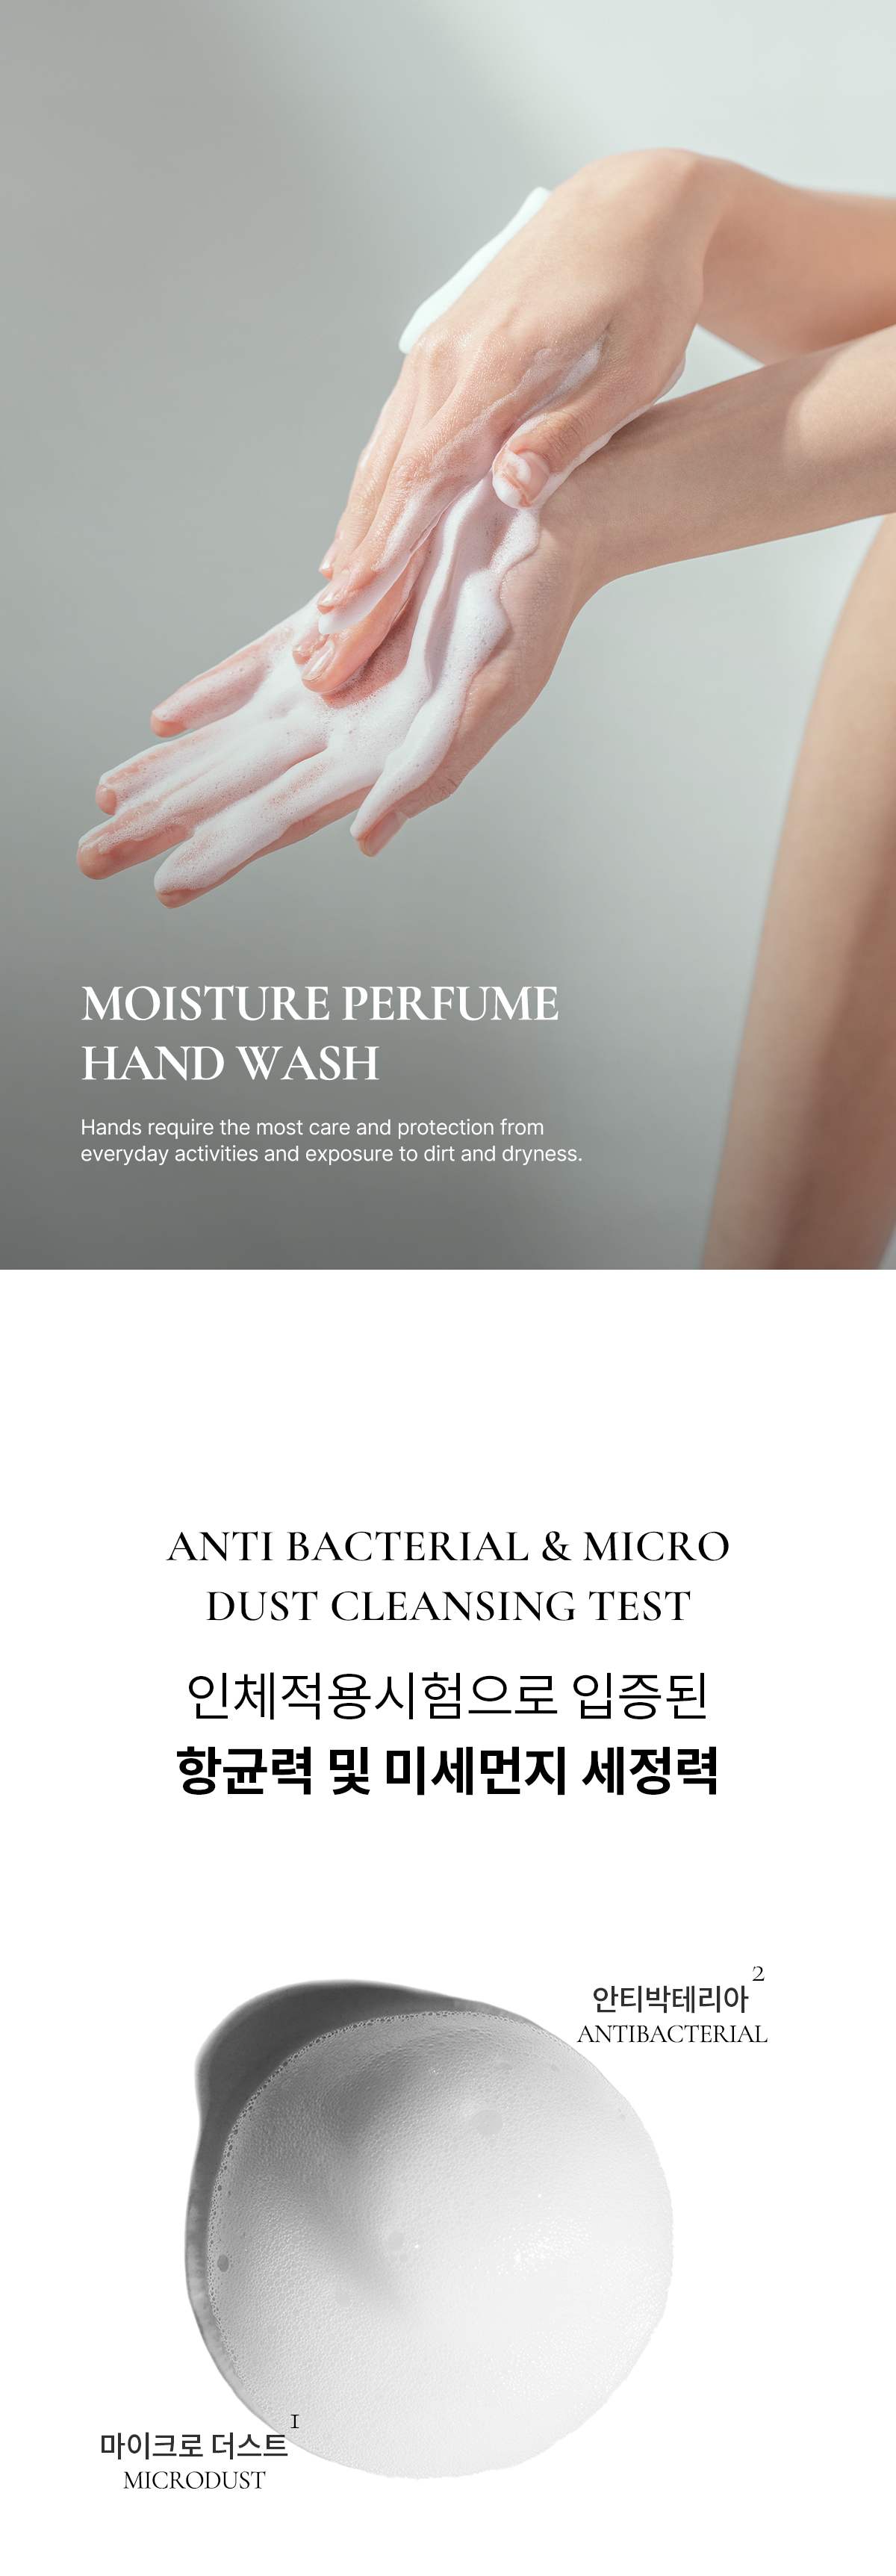 MOISTURE PERFUME
HAND WASH
Hands require the most care and protection from
everyday activities and exposure to dirt and dryness.
ANTI BACTERIAL & MICRO
DUST CLEANSING TEST
인체적용시험으로 입증된
항균력 및 미세먼지 세정력
안티박테리아 2
ANTIBACTERIAL
마이크로 더스트 1
MICRODUST